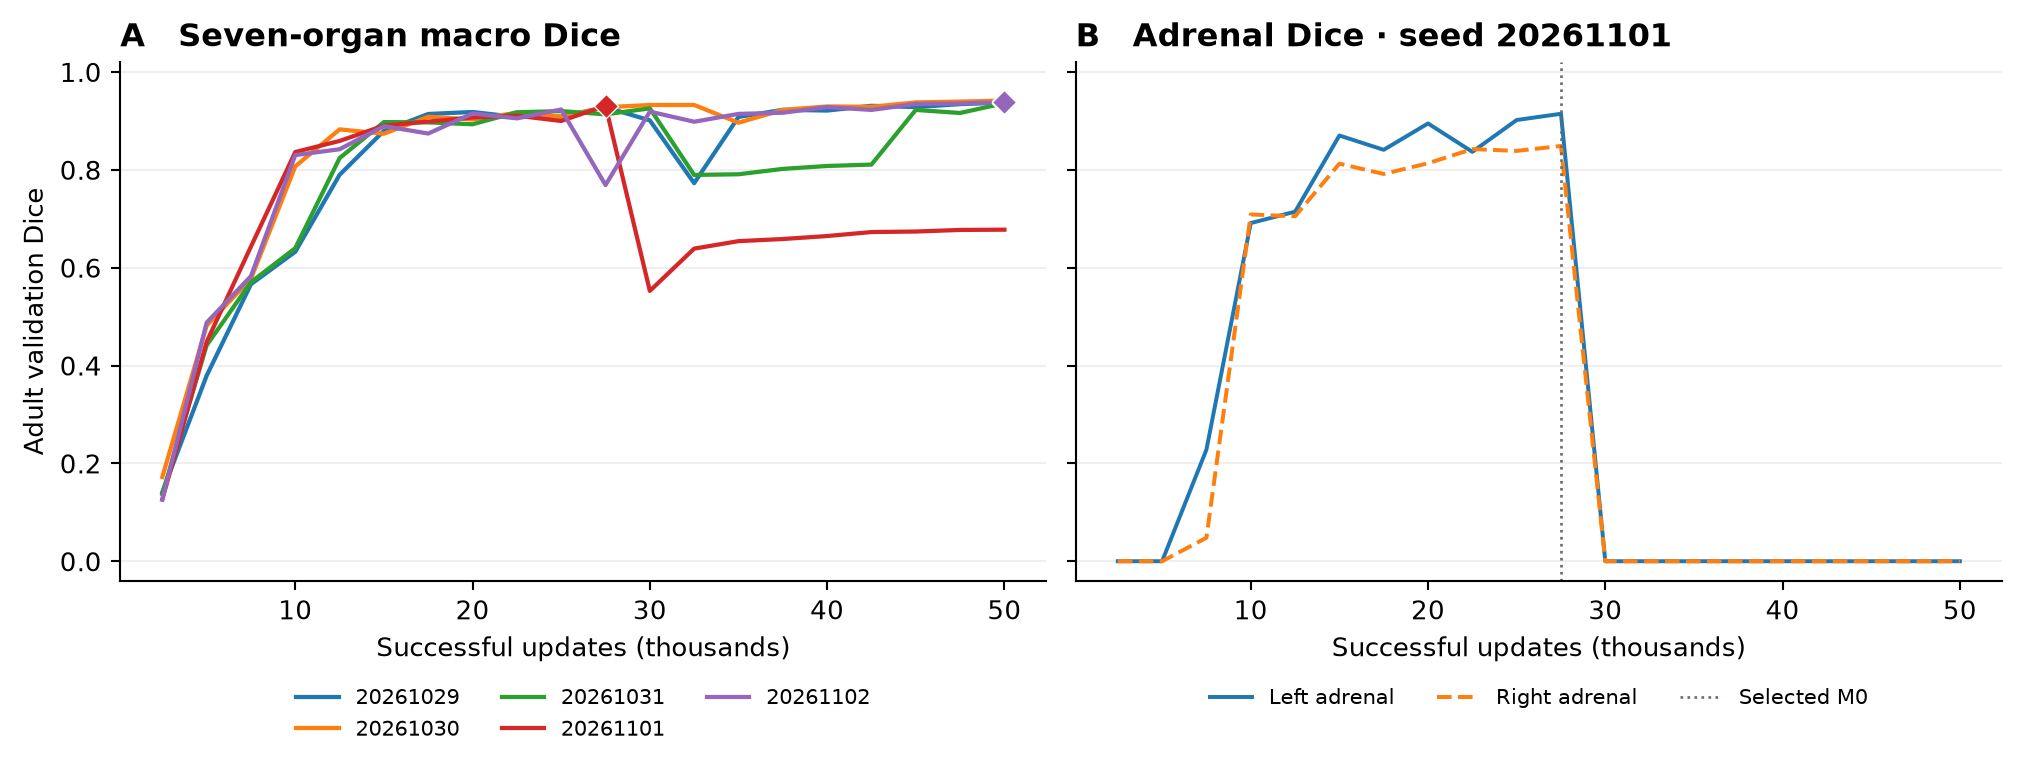 A Seven-organ macro Dice
B Adrenal Dice · seed 20261101
Adult validation Dice
1.0
0.8
0.6
0.4
0.2
0.0
10 20 30 40 50
10 20 30 40 50
Successful updates (thousands)
Successful updates (thousands)
20261029 20261031 20261102
20261030 20261101
Left adrenal Right adrenal Selected M0